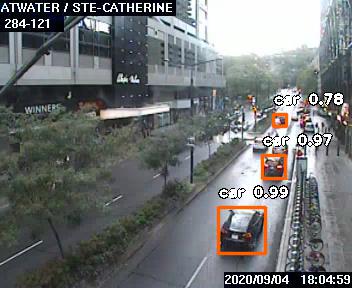 ATWATER / STE-CATHERINE
284-121
car 0.78
car 0.97
WINNERS
car 0.99
2020/09/04 18:04:59